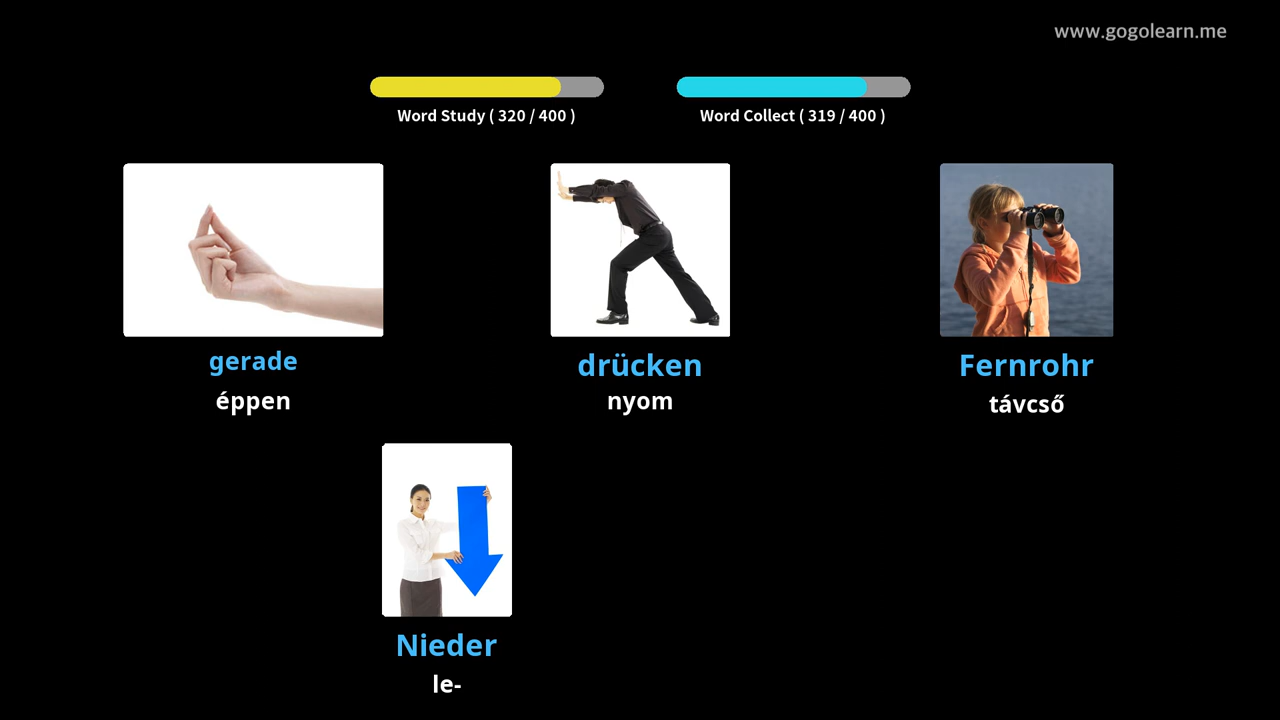 www.gogolearn.me
Word Study ( 320 / 400 )
Word Collect ( 319 / 400 )
gerade
éppen
drücken
nyom
Fernrohr
távcső
Nieder
le-